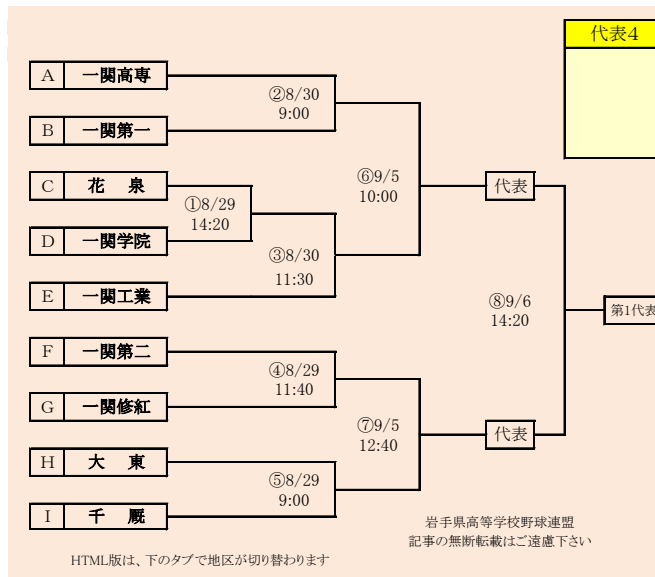 代表4
A 一関高専
②8/30
9:00
B 一関第一
⑥9/5
10:00
C 花 泉
代表
①8/29
14:20
D 一関学院
③8/30
11:30
E 一関工業
⑧9/6
14:20
第1代表
F 一関第二
④8/29
11:40
G 一関修紅
⑦9/5
12:40
代表
H 大 東
⑤8/29
9:00
I 千 厩
岩手県高等学校野球連盟
記事の無断転載はご遠慮下さい
HTML版は、下のタブで地区が切り替わります